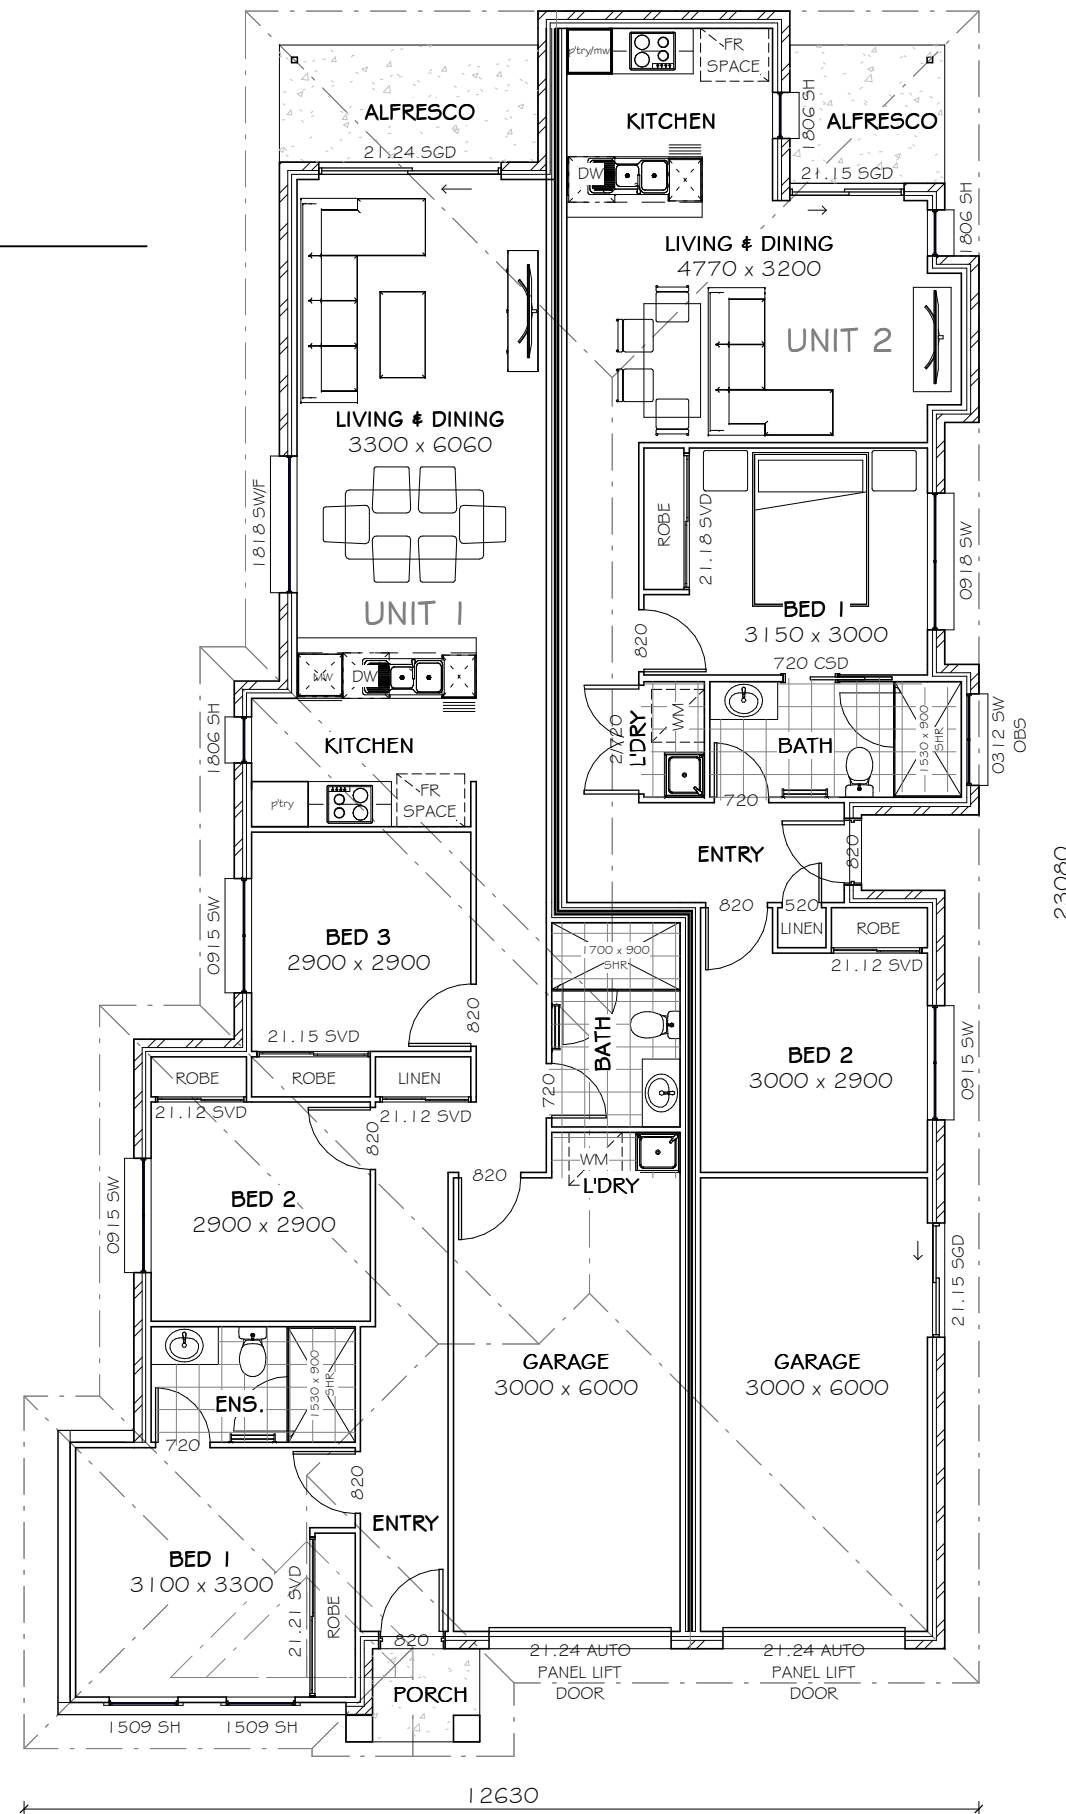 p'try/mw
FR
SPACE
1806 SH
ALFRESCO
KITCHEN
ALFRESCO
21.24 SGD
DW
21.15 SGD
1806 SH
LIVING & DINING
4770 x 3200
UNIT 2
LIVING & DINING
3300 x 6060
1818 SW/F
ROBE
21.18 SVD
0918 SW
UNIT 1
BED 1
3150 x 3000
820
720 CSD
MW
DW
1806 SH
KITCHEN
2/720
L'DRY
WM
BATH
1530 x 900
SHR
0312 SW
OBS
p'try
FR
SPACE
720
ENTRY
820
23080
820
520
LINEN
ROBE
0915 SW
BED 3
2900 x 2900
1700 x 900
SHR
21.12 SVD
820
21.15 SVD
BATH
BED 2
3000 x 2900
0915 SW
ROBE
ROBE
LINEN
720
21.12 SVD
21.12 SVD
820
WM
L'DRY
820
0915 SW
BED 2
2900 x 2900
21.15 SGD
GARAGE
3000 x 6000
GARAGE
3000 x 6000
1530 x 900
SHR
ENS.
720
820
ENTRY
BED 1
3100 x 3300
21.21 SVD
ROBE
820
21.24 AUTO
PANEL LIFT
DOOR
21.24 AUTO
PANEL LIFT
DOOR
PORCH
1509 SH
1509 SH
12630